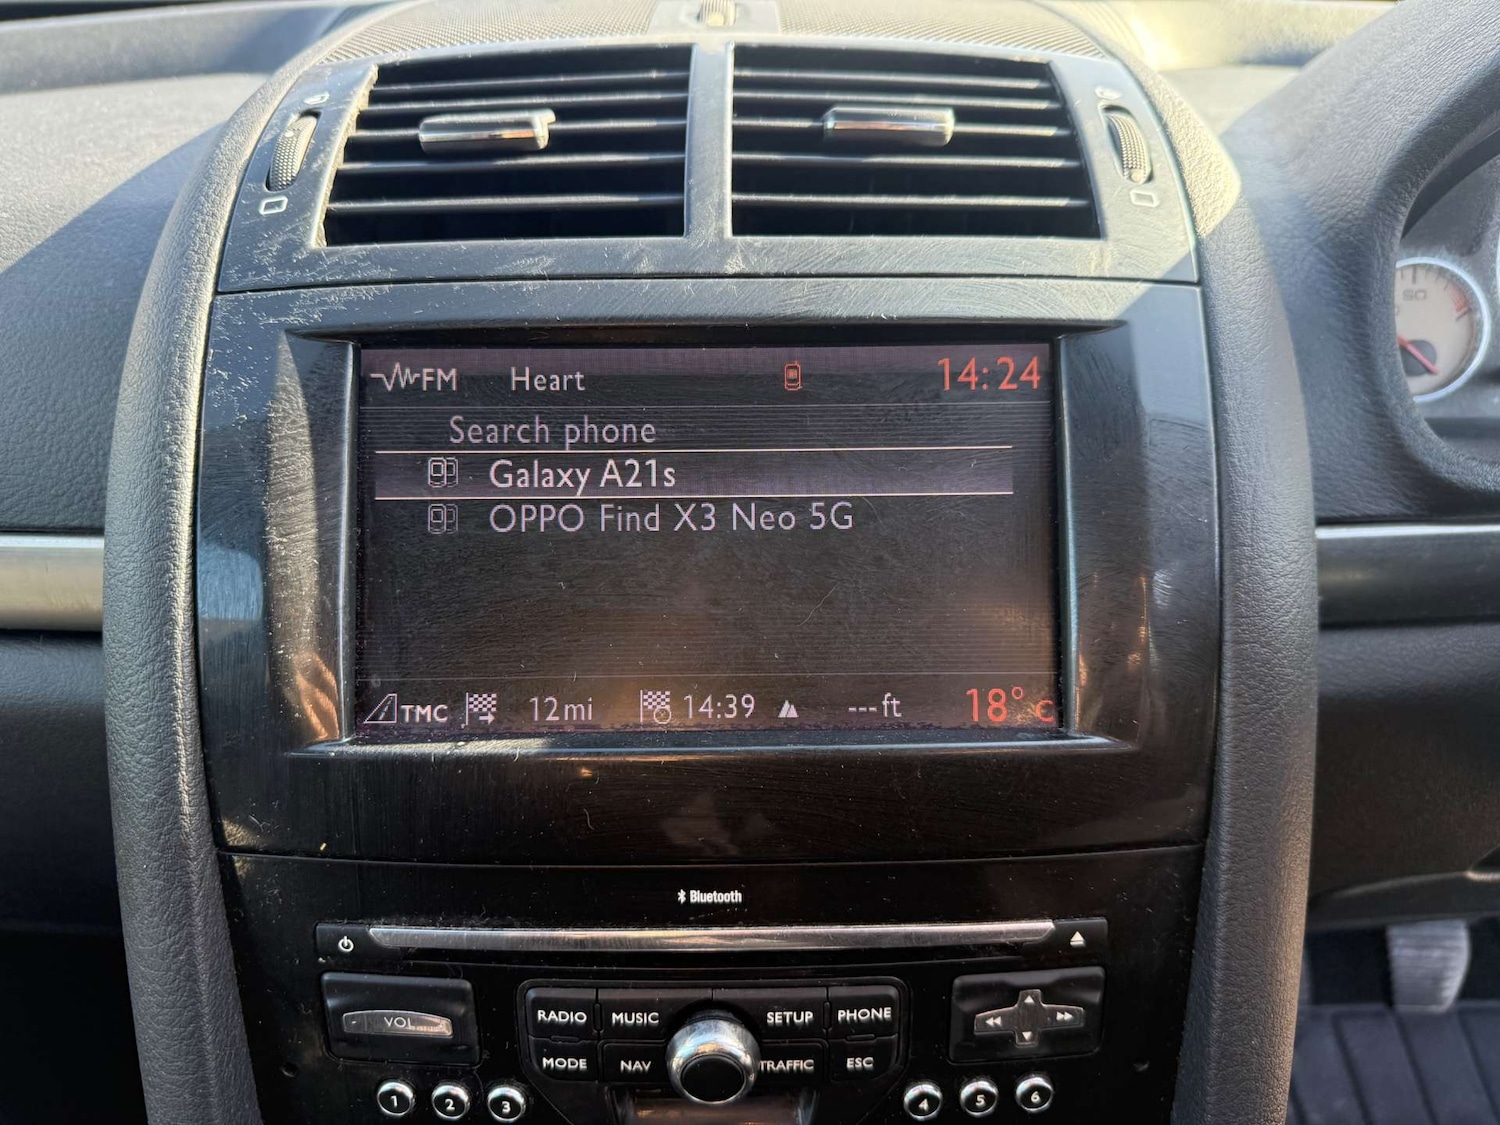 FM Heart 14:24
Search phone
Galaxy A21s
OPPO Find X3 Neo 5G
TMC 12mi 14:39 ---ft 18°C
Bluetooth
- VOL
RADIO MUSIC SETUP PHONE
MODE NAV TRAFFIC ESC
1 2 3 4 5 6
50